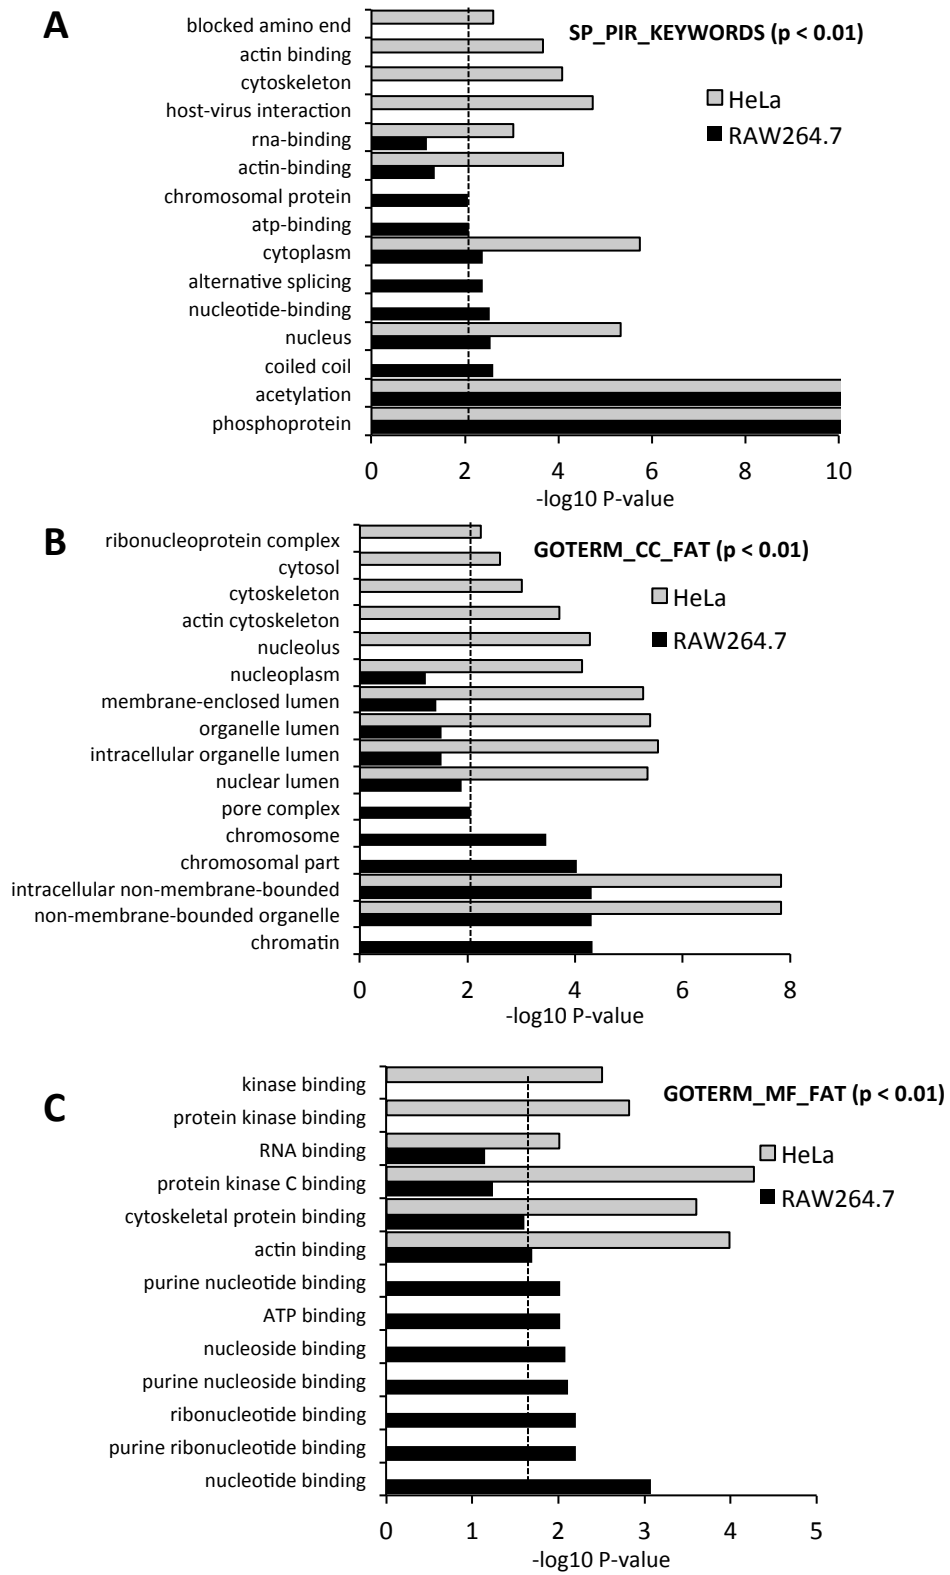 A
SP_PIR_KEYWORDS (p < 0.01)
HeLa
RAW264.7
blocked amino end
actin binding
cytoskeleton
host-virus interaction
rna-binding
actin-binding
chromosomal protein
atp-binding
cytoplasm
alternative splicing
nucleotide-binding
nucleus
coiled coil
acetylation
phosphoprotein
0 2 4 6 8 10
-log10 P-value
B
GOTERM_CC_FAT (p < 0.01)
HeLa
RAW264.7
ribonucleoprotein complex
cytosol
cytoskeleton
actin cytoskeleton
nucleolus
nucleoplasm
membrane-enclosed lumen
organelle lumen
intracellular organelle lumen
nuclear lumen
pore complex
chromosome
chromosomal part
intracellular non-membrane-bounded
non-membrane-bounded organelle
chromatin
0 2 4 6 8
-log10 P-value
C
GOTERM_MF_FAT (p < 0.01)
HeLa
RAW264.7
kinase binding
protein kinase binding
RNA binding
protein kinase C binding
cytoskeletal protein binding
actin binding
purine nucleotide binding
ATP binding
nucleoside binding
purine nucleoside binding
ribonucleotide binding
purine ribonucleotide binding
nucleotide binding
0 1 2 3 4 5
-log10 P-value